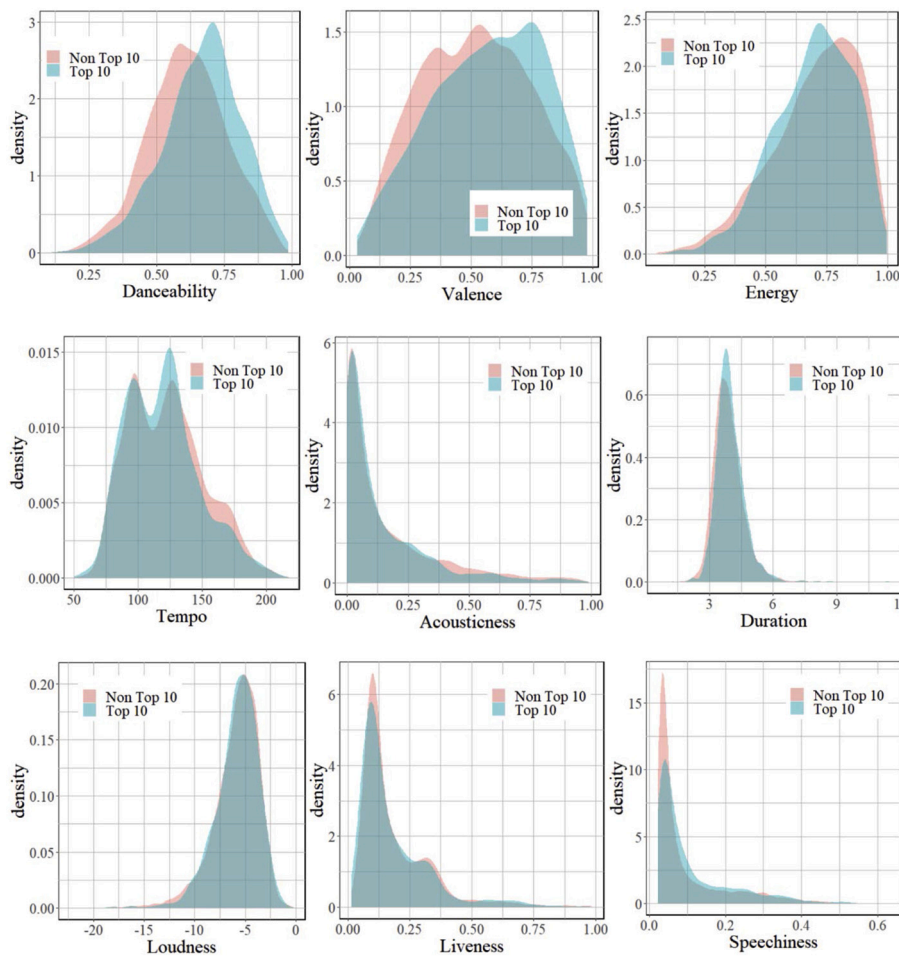 3
2
1
0
density
Non Top 10
Top 10
0.25
0.50
0.75
1.00
Danceability
1.5
1.0
0.5
0.0
density
Non Top 10
Top 10
0.00
0.25
0.50
0.75
1.00
Valence
2.5
2.0
1.5
1.0
0.5
0.0
density
Non Top 10
Top 10
0.25
0.50
0.75
1.00
Energy
0.015
0.010
0.005
0.000
density
Non Top 10
Top 10
50
100
150
200
Tempo
6
4
2
0
density
Non Top 10
Top 10
0.00
0.25
0.50
0.75
1.00
Acousticness
0.6
0.4
0.2
0.0
density
Non Top 10
Top 10
3
6
9
Duration
0.20
0.15
0.10
0.05
0.00
density
Non Top 10
Top 10
-20
-15
-10
-5
0
Loudness
6
4
2
0
density
Non Top 10
Top 10
0.00
0.25
0.50
0.75
1.00
Liveness
15
10
5
0
density
Non Top 10
Top 10
0.0
0.2
0.4
0.6
Speechiness